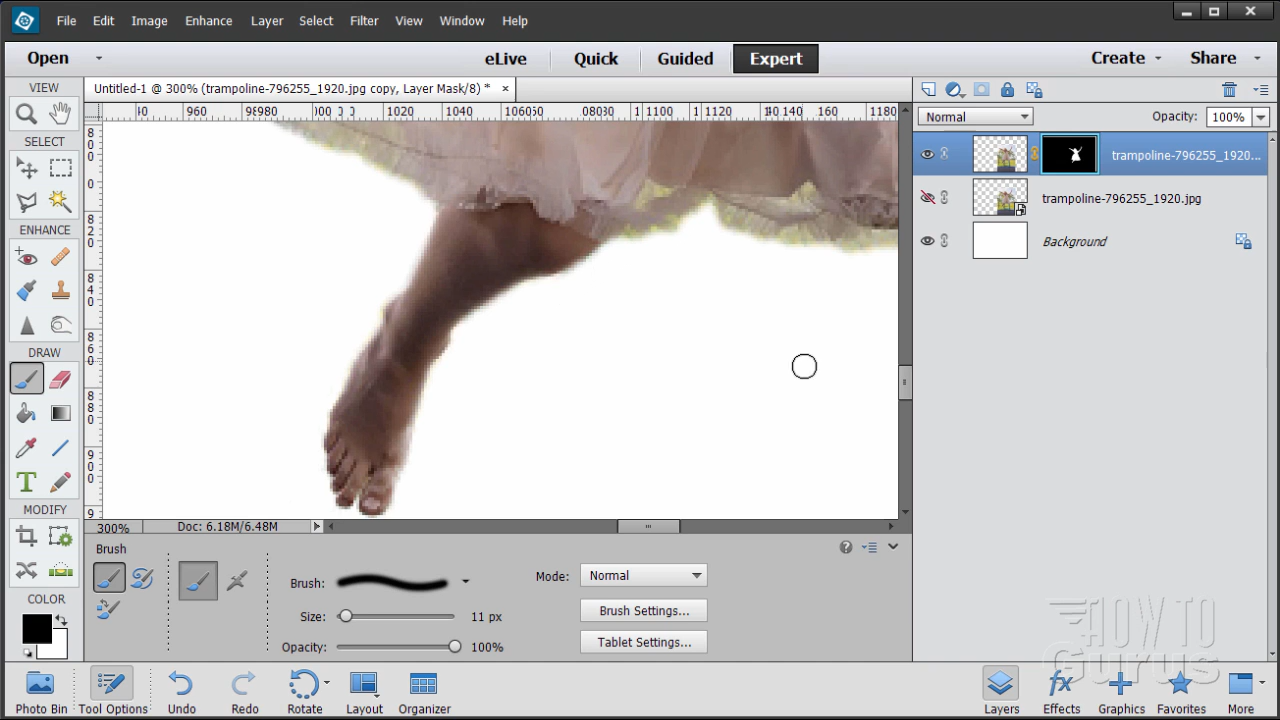 File Edit Image Enhance Layer Select Filter View Window Help
Open eLive Quick Guided Expert Create Share
VIEW
Untitled-1 @ 300% (trampoline-796255_1920.jpg copy, Layer Mask/8) * ×
Normal Opacity: 100%
SELECT
trampoline-796255_1920...
trampoline-796255_1920.jpg
Background
ENHANCE
DRAW
MODIFY
COLOR
300% Doc: 6.18M/6.48M
Brush
Brush: Mode: Normal
Size: 11 px Brush Settings...
Opacity: 100% Tablet Settings...
HOW TO
Gurus
Photo Bin Tool Options Undo Redo Rotate Layout Organizer Layers Effects Graphics Favorites More